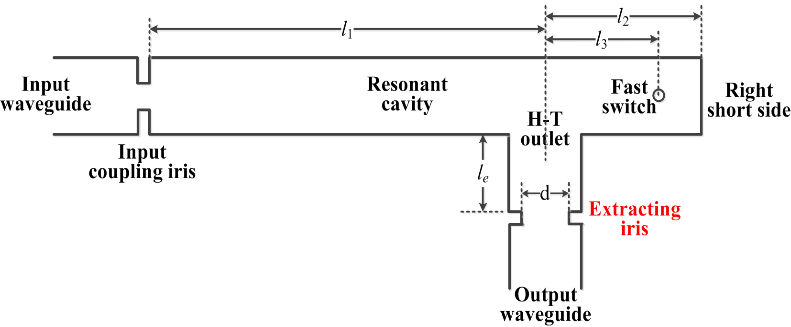 l₁
l₂
l₃
Input
waveguide
Resonant
cavity
Fast
switch
Right
short side
H-T
outlet
Input
coupling iris
lₑ
d
Extracting
iris
Output
waveguide